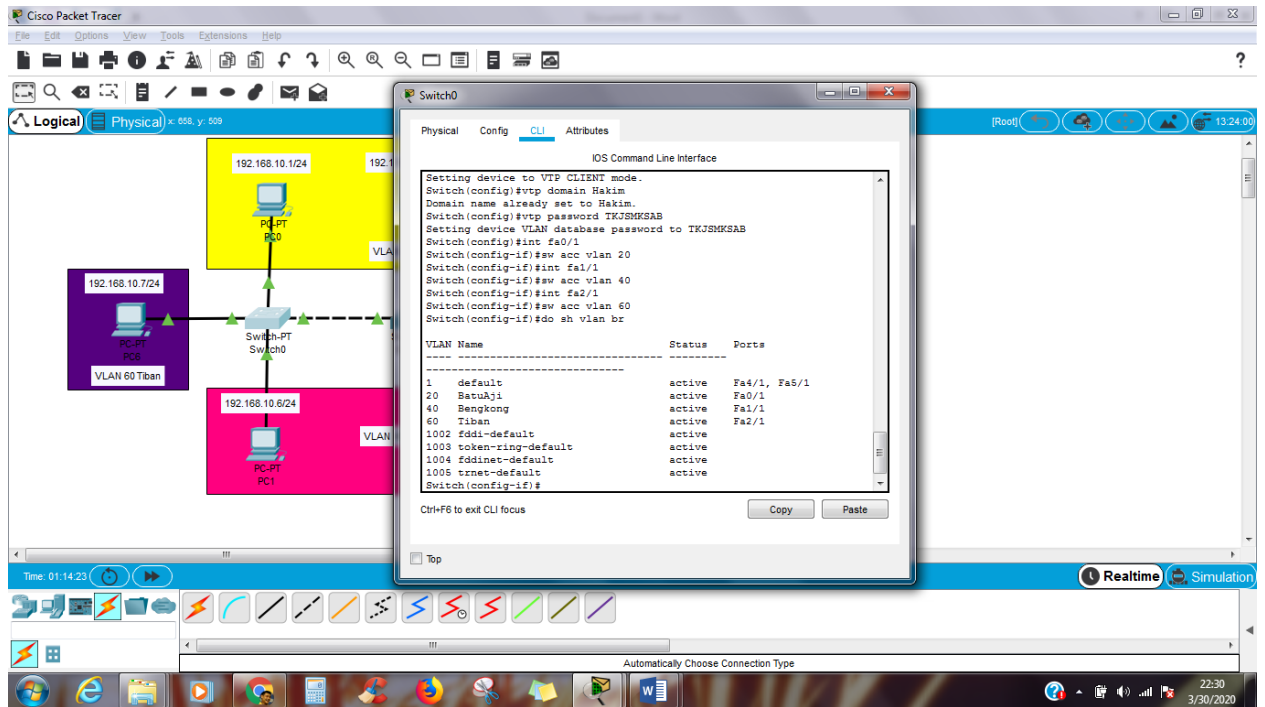 Cisco Packet Tracer
File Edit Options View Tools Extensions Help
?
Logical Physical x: 658, y: 509
[Root] 13:24:00
192.168.10.1/24
192.1
PC-PT
PC0
VLA
192.168.10.7/24
PC-PT
PC6
VLAN 60 Tiban
Switch-PT
Switch0
192.168.10.6/24
VLAN
PC-PT
PC1
Switch0
Physical Config CLI Attributes
IOS Command Line Interface
Setting device to VTP CLIENT mode.
Switch(config)#vtp domain Hakim
Domain name already set to Hakim.
Switch(config)#vtp password TKJSMKSAB
Setting device VLAN database password to TKJSMKSAB
Switch(config)#int fa0/1
Switch(config-if)#sw acc vlan 20
Switch(config-if)#int fa1/1
Switch(config-if)#sw acc vlan 40
Switch(config-if)#int fa2/1
Switch(config-if)#sw acc vlan 60
Switch(config-if)#do sh vlan br
VLAN Name Status Ports
---- -------------------------------- ---------
-------------------------------
1 default active Fa4/1, Fa5/1
20 BatuAji active Fa0/1
40 Bengkong active Fa1/1
60 Tiban active Fa2/1
1002 fddi-default active
1003 token-ring-default active
1004 fddinet-default active
1005 trnet-default active
Switch(config-if)#
Ctrl+F6 to exit CLI focus
Copy Paste
Top
Time: 01:14:23
Realtime Simulation
Automatically Choose Connection Type
22:30
3/30/2020